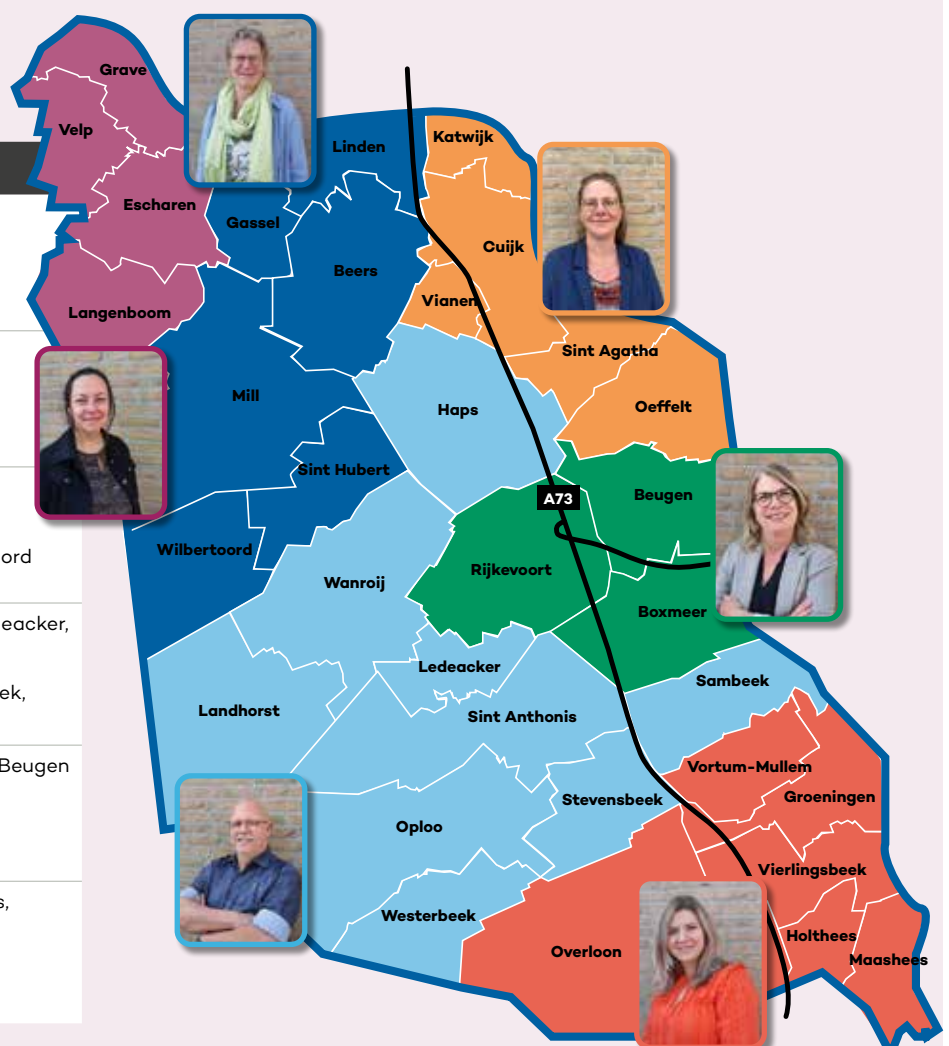 Grave
Velp
Escharen
Langenboom
Linden
Gassel
Beers
Mill
Sint Hubert
Wilbertoord
Katwijk
Cuijk
Vianen
Sint Agatha
Oeffelt
Haps
A73
Beugen
Rijkevoort
Boxmeer
Wanroij
Ledeacker
Landhorst
Sint Anthonis
Sambeek
Stevensbeek
Oploo
Westerbeek
Vortum-Mullem
Groeningen
Vierlingsbeek
Overloon
Holthees
Maashees
ord
eacker,
ek,
Beugen
s,